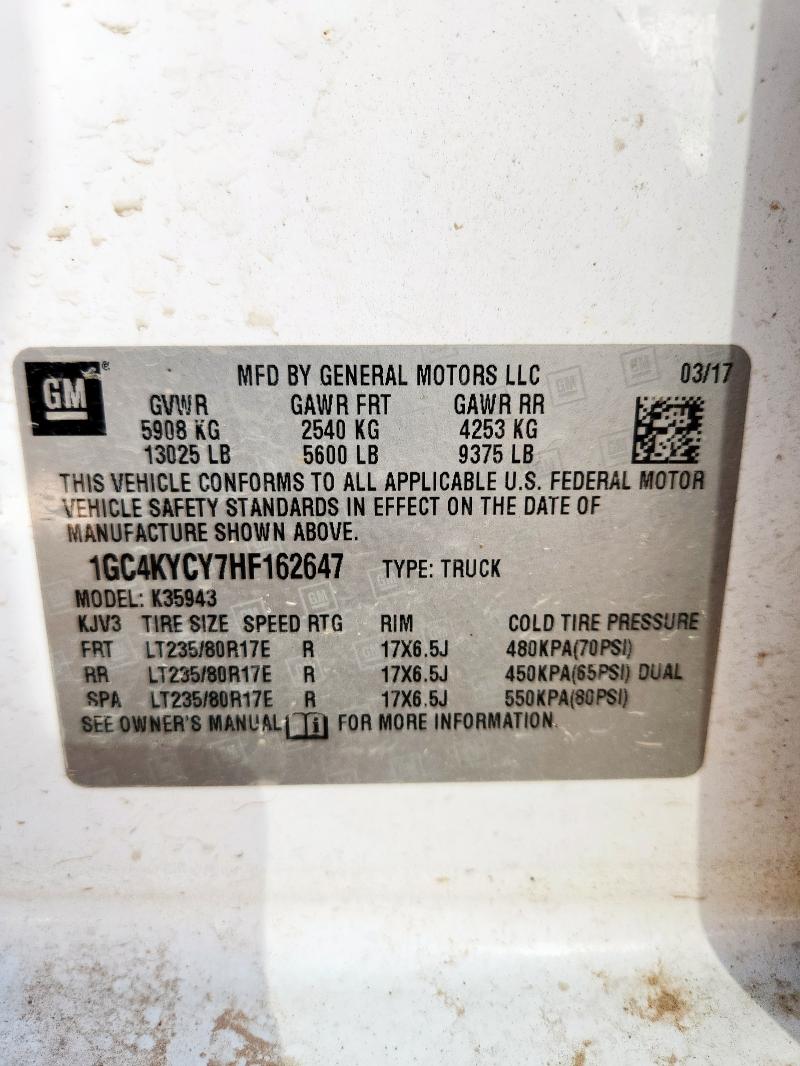 GM ®
MFD BY GENERAL MOTORS LLC 03/17
GVWR GAWR FRT GAWR RR
5908 KG 2540 KG 4253 KG
13025 LB 5600 LB 9375 LB
THIS VEHICLE CONFORMS TO ALL APPLICABLE U.S. FEDERAL MOTOR
VEHICLE SAFETY STANDARDS IN EFFECT ON THE DATE OF
MANUFACTURE SHOWN ABOVE.
1GC4KYCY7HF162647 TYPE: TRUCK
MODEL: K35943
KJV3 TIRE SIZE SPEED RTG RIM COLD TIRE PRESSURE
FRT LT235/80R17E R 17X6.5J 480KPA(70PSI)
RR LT235/80R17E R 17X6.5J 450KPA(65PSI) DUAL
SPA LT235/80R17E R 17X6.5J 550KPA(80PSI)
SEE OWNER'S MANUAL i FOR MORE INFORMATION.